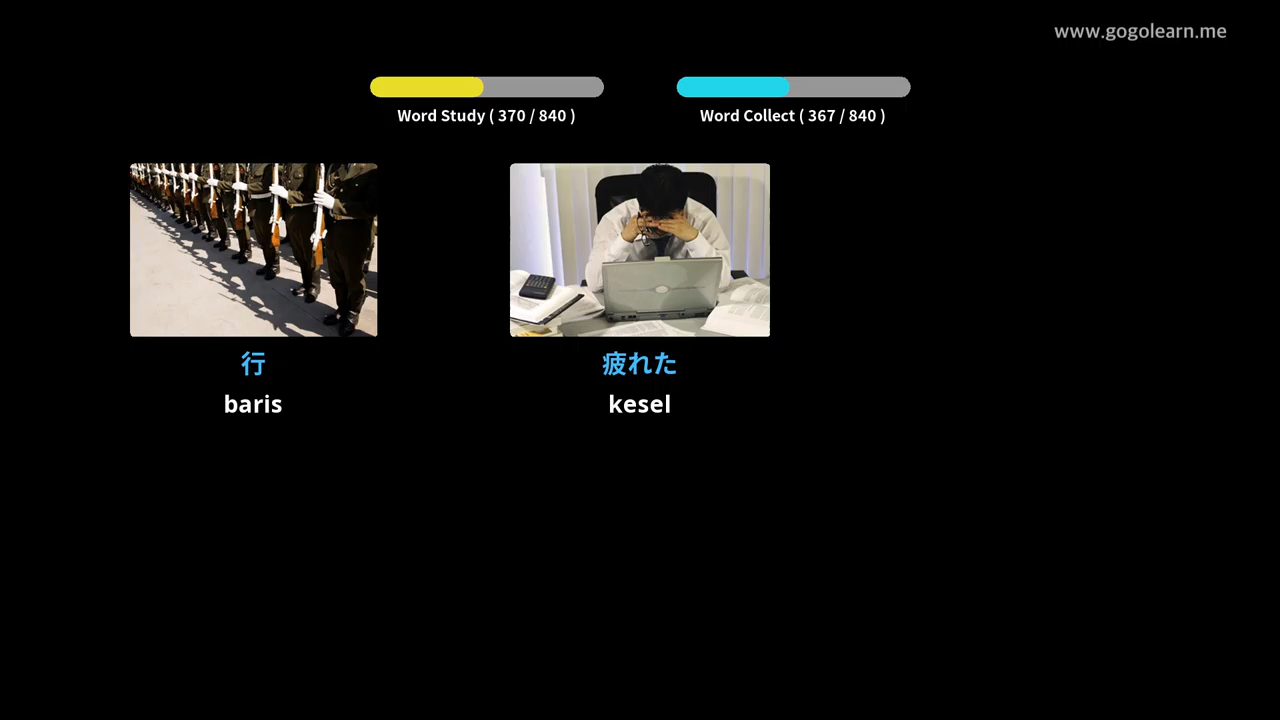 www.gogolearn.me
Word Study ( 370 / 840 )
Word Collect ( 367 / 840 )
行
baris
疲れた
kesel